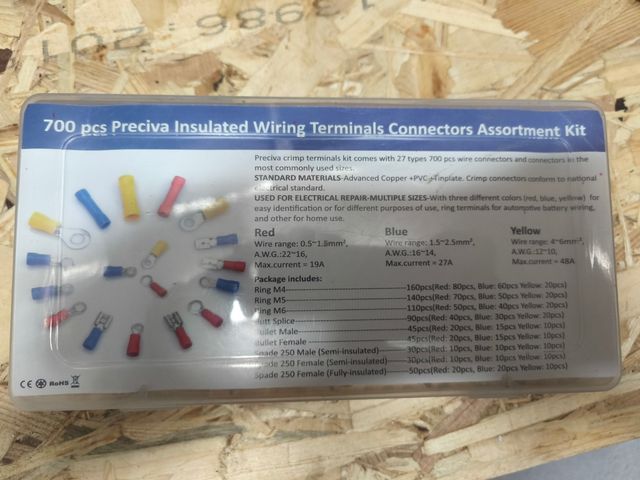 700 pcs Preciva Insulated Wiring Terminals Connectors Assortment Kit
Preciva crimp terminals kit comes with 27 types 700 pcs wire connectors and connectors in the
most commonly used sizes.
STANDARD MATERIALS-Advanced Copper +PVC+Tinplate. Crimp connectors conform to national
electrical standard.
USED FOR ELECTRICAL REPAIR-MULTIPLE SIZES-With three different colors (red, blue, yellow) for
easy identification or for different purposes of use, ring terminals for automotive battery wiring,
and other for home use.
Red Blue Yellow
Wire range: 0.5~1.5mm², Wire range: 1.5~2.5mm², Wire range: 4~6mm²,
A.W.G.:22~16, A.W.G.:16~14, A.W.G.:12~10,
Max.current = 19A Max.current = 27A Max.current = 48A
Package includes:
Ring M4 160pcs(Red: 80pcs, Blue: 60pcs Yellow: 20pcs)
Ring M5 140pcs(Red: 70pcs, Blue: 50pcs Yellow: 20pcs)
Ring M6 110pcs(Red: 50pcs, Blue: 40pcs Yellow: 20pcs)
Butt Splice 90pcs(Red: 40pcs, Blue: 30pcs Yellow: 20pcs)
Bullet Male 45pcs(Red: 20pcs, Blue: 15pcs Yellow: 10pcs)
Bullet Female 45pcs(Red: 20pcs, Blue: 15pcs Yellow: 10pcs)
Spade 250 Male (Semi-insulated) 30pcs(Red: 10pcs, Blue: 10pcs Yellow: 10pcs)
Spade 250 Female (Semi-insulated) 30pcs(Red: 10pcs, Blue: 10pcs Yellow: 10pcs)
Spade 250 Female (Fully-insulated) 50pcs(Red: 20pcs, Blue: 20pcs Yellow: 10pcs)
CE RoHS